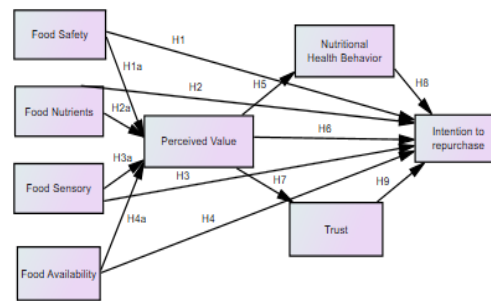 Food Safety
H1
Nutritional
Health Behavior
H1a
H5
H8
H2
Food Nutrients
H2a
Perceived Value
H6
Intention to
repurchase
H3a
H3
H7
Food Sensory
H9
H4a
H4
Trust
Food Availability